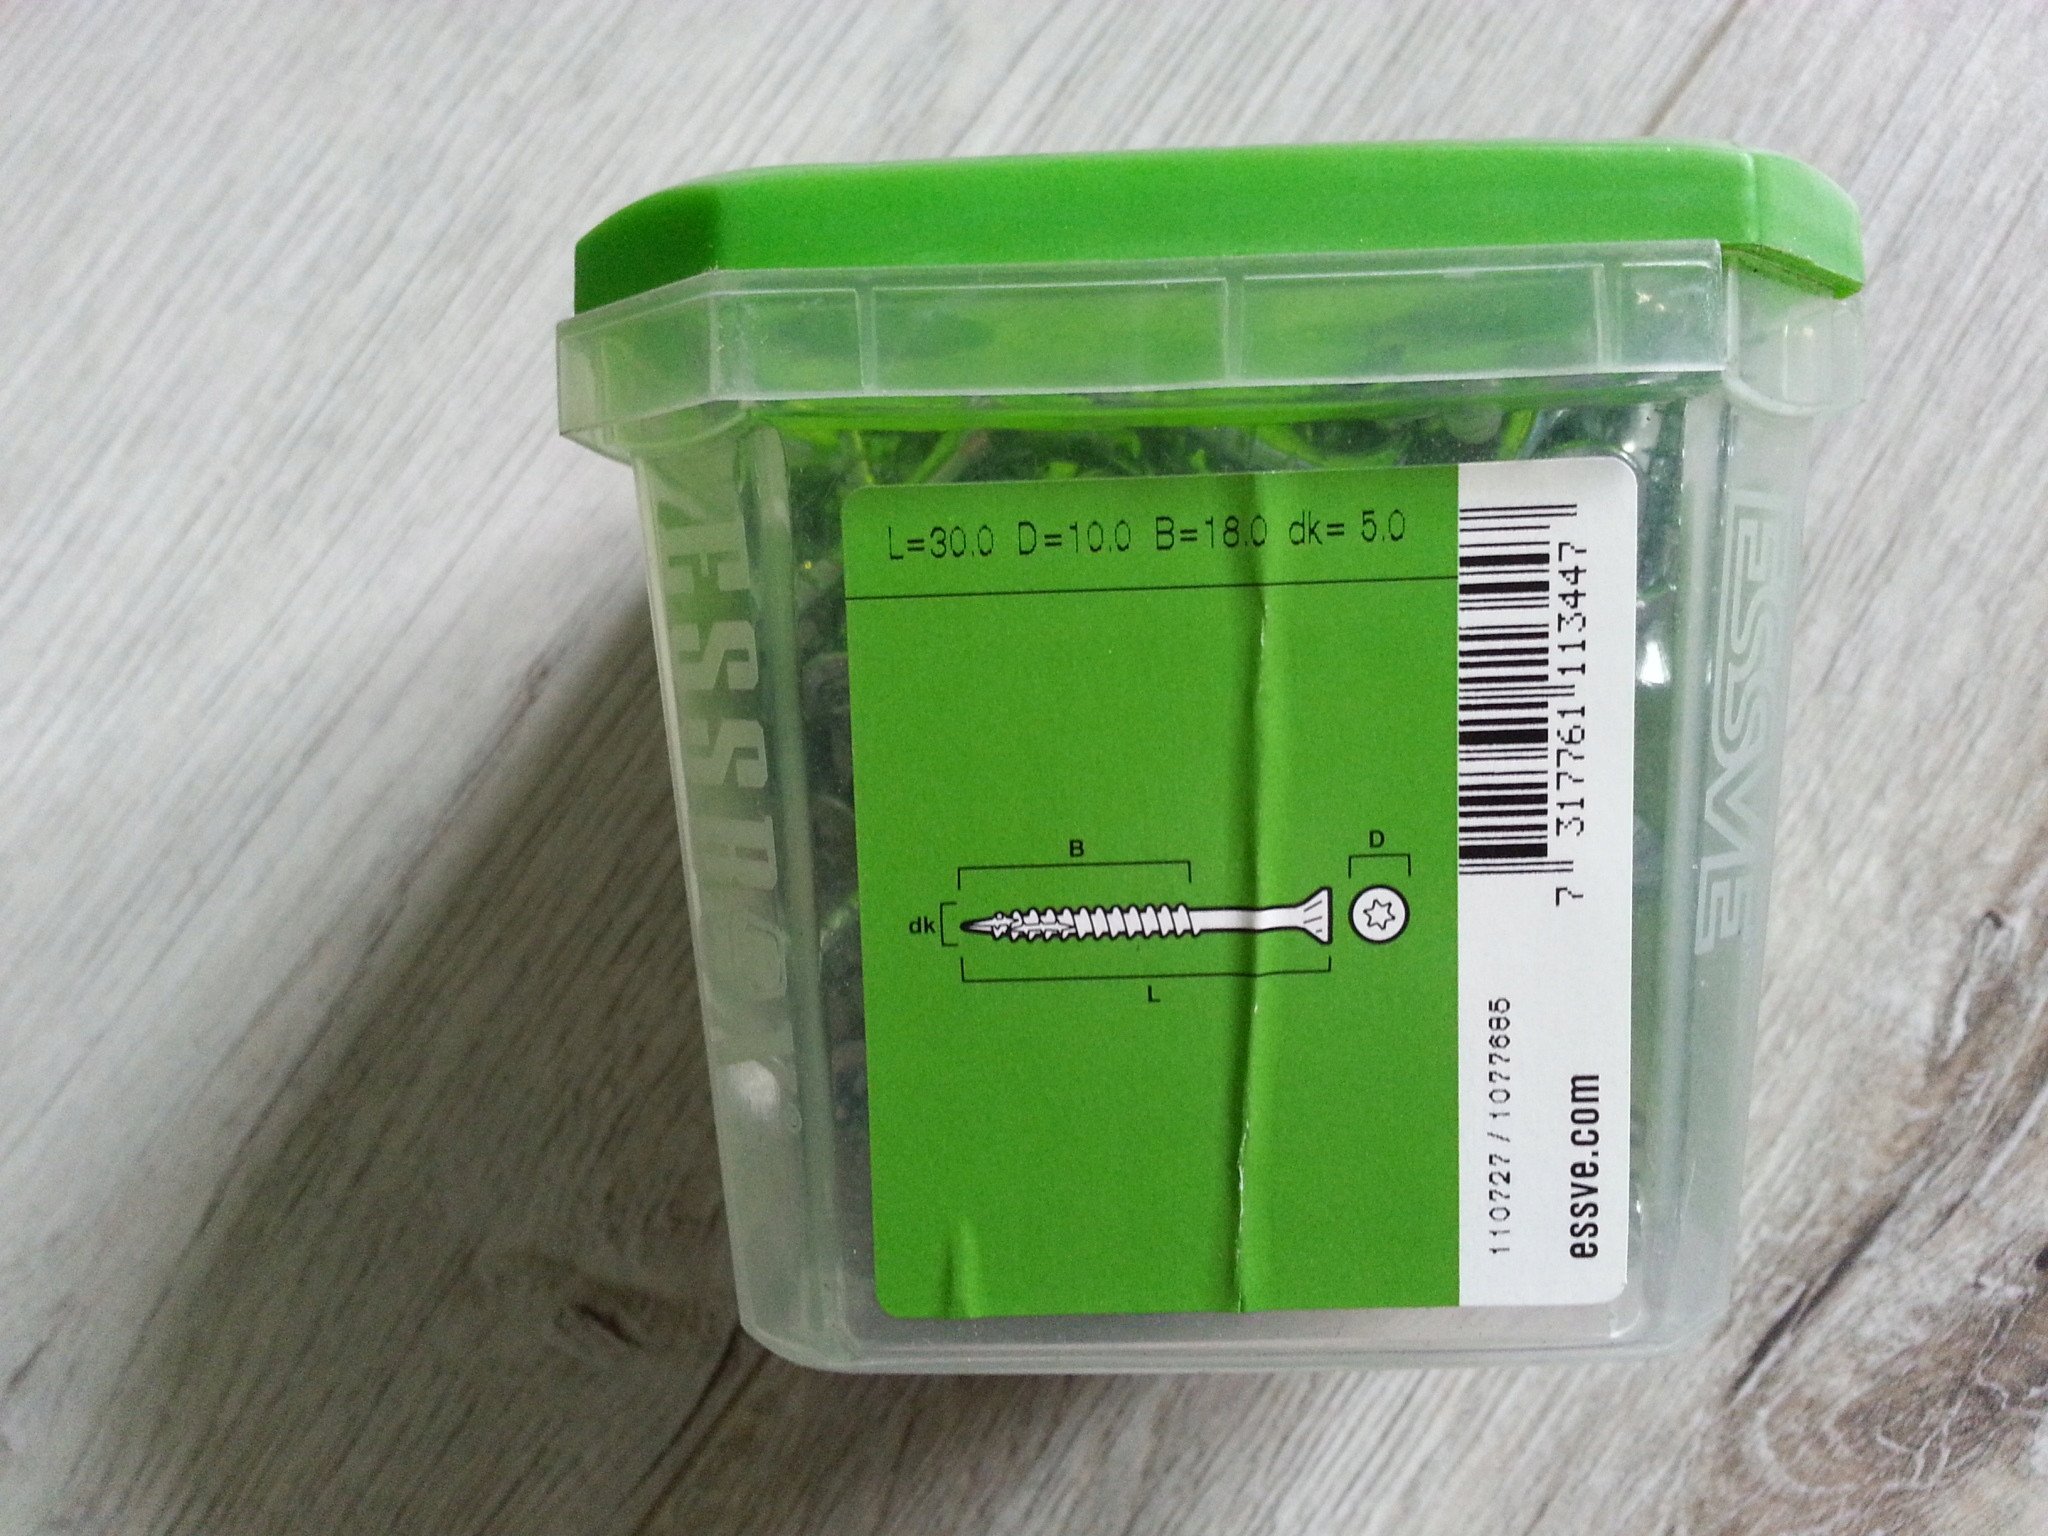 L=30.0 D=10.0 B=18.0 dk= 5.0
B
D
dk
L
7 317761 113447
110727 / 1077685
essve.com
ESSVE
ESSVE